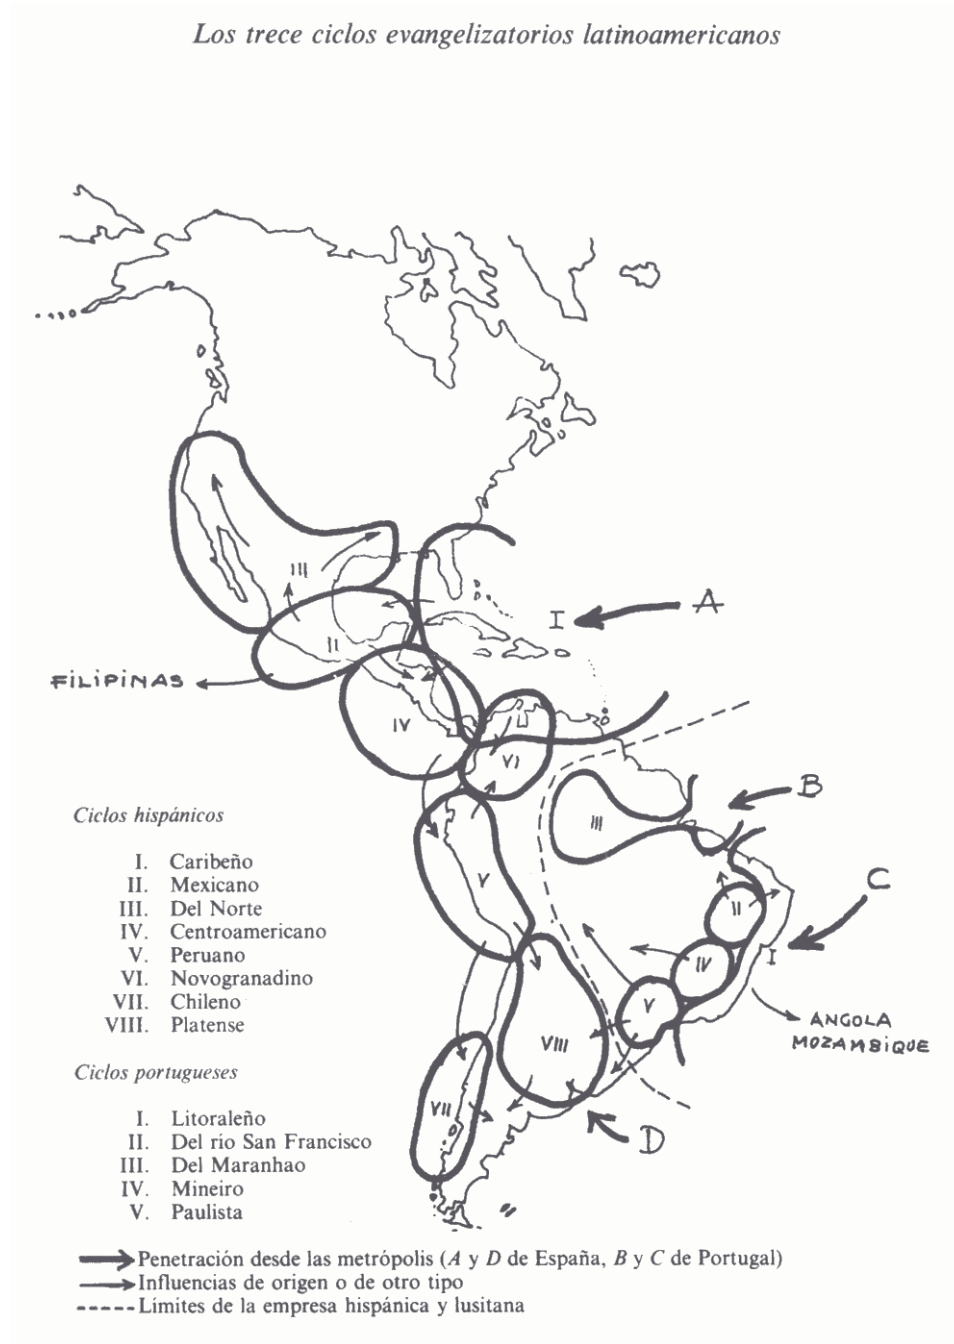 Los trece ciclos evangelizatorios latinoamericanos
III
I
A
II
FILIPINAS
IV
VI
B
III
Ciclos hispánicos
I. Caribeño
II. Mexicano
III. Del Norte
IV. Centroamericano
V. Peruano
VI. Novogranadino
VII. Chileno
VIII. Platense
V
C
II
I
IV
V
ANGOLA
MOZAMBIQUE
VIII
VII
D
Ciclos portugueses
I. Litoraleño
II. Del río San Francisco
III. Del Maranhao
IV. Mineiro
V. Paulista
Penetración desde las metrópolis (A y D de España, B y C de Portugal)
Influencias de origen o de otro tipo
Límites de la empresa hispánica y lusitana